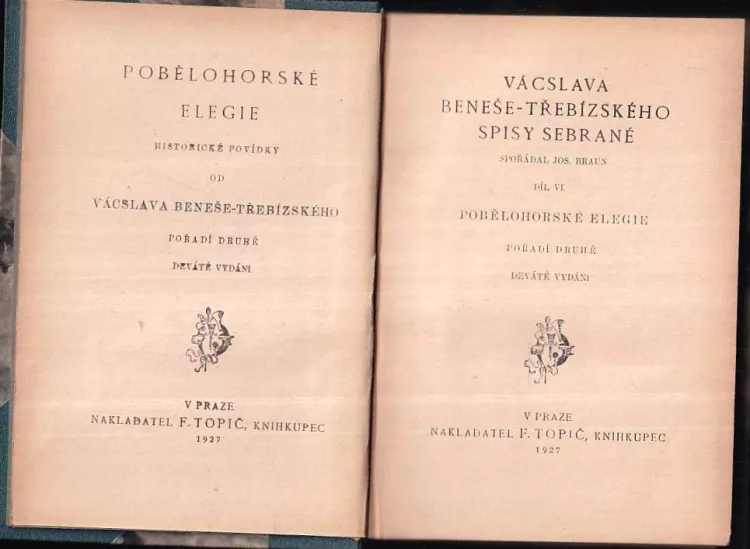 POBĚLOHORSKÉ
ELEGIE
HISTORICKÉ POVÍDKY
OD
VÁCSLAVA BENEŠE-TŘEBÍZSKÉHO
POŘADÍ DRUHÉ
DEVÁTÉ VYDÁNÍ
V PRAZE
NAKLADATEL F. TOPIČ, KNIHKUPEC
1927
VÁCSLAVA
BENEŠE-TŘEBÍZSKÉHO
SPISY SEBRANÉ
SPOŘÁDAL JOS. BRAUN
DÍL VI.
POBĚLOHORSKÉ ELEGIE
POŘADÍ DRUHÉ
DEVÁTÉ VYDÁNI
V PRAZE
NAKLADATEL F. TOPIČ, KNIHKUPEC
1927